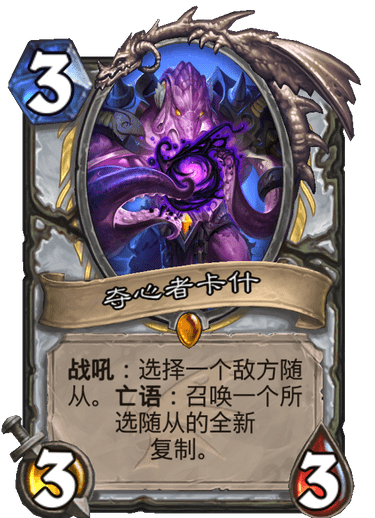 3
夺心者卡什
战吼：选择一个敌方随
从。亡语：召唤一个所
选随从的全新
复制。
3
3